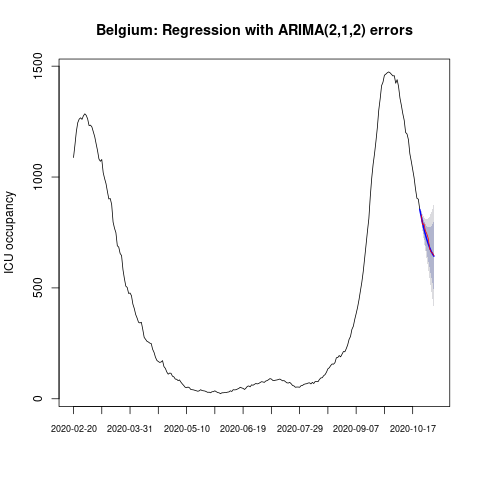 Belgium: Regression with ARIMA(2,1,2) errors
ICU occupancy
1500
1000
500
0
2020-02-20 2020-03-31 2020-05-10 2020-06-19 2020-07-29 2020-09-07 2020-10-17